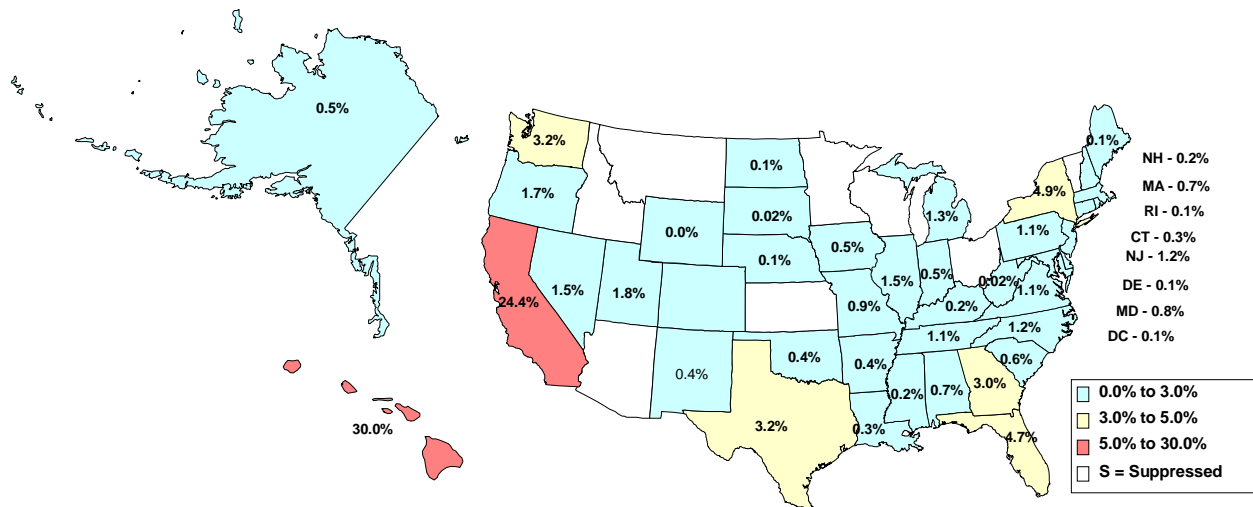 0.5%
3.2%
0.1%
0.1%
NH - 0.2%
1.7%
0.02%
4.9%
MA - 0.7%
0.0%
1.3%
RI - 0.1%
1.1%
CT - 0.3%
0.5%
NJ - 1.2%
0.1%
0.5%
1.5%
0.02%
DE - 0.1%
24.4%
1.5%
1.8%
1.1%
0.9%
0.2%
MD - 0.8%
1.2%
DC - 0.1%
1.1%
0.4%
0.4%
0.6%
0.4%
3.0%
0.2%
0.7%
0.0% to 3.0%
30.0%
3.2%
0.3%
4.7%
3.0% to 5.0%
5.0% to 30.0%
S = Suppressed